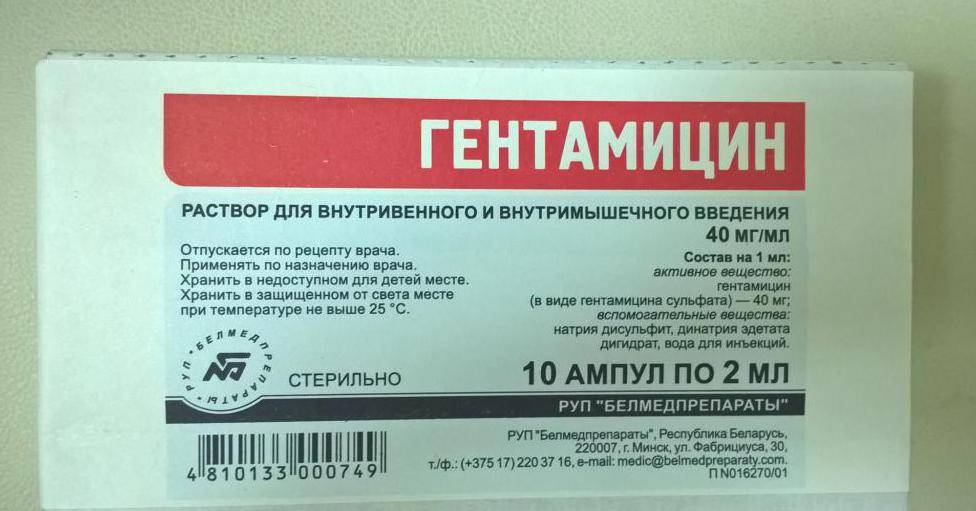 ГЕНТАМИЦИН
РАСТВОР ДЛЯ ВНУТРИВЕННОГО И ВНУТРИМЫШЕЧНОГО ВВЕДЕНИЯ
40 МГ/МЛ
Отпускается по рецепту врача.
Применять по назначению врача.
Хранить в недоступном для детей месте.
Хранить в защищенном от света месте
при температуре не выше 25 °С.
Состав на 1 мл:
активное вещество:
гентамицин
(в виде гентамицина сульфата) — 40 мг;
вспомогательные вещества:
натрия дисульфит, динатрия эдетата
дигидрат, вода для инъекций.
РУП • БЕЛМЕДПРЕПАРАТЫ •
СТЕРИЛЬНО
10 АМПУЛ ПО 2 МЛ
РУП "БЕЛМЕДПРЕПАРАТЫ"
4 810133 000749
РУП "Белмедпрепараты", Республика Беларусь,
220007, г. Минск, ул. Фабрициуса, 30,
т./ф.: (+375 17) 220 37 16, e-mail: medic@belmedpreparaty.com.
П N016270/01